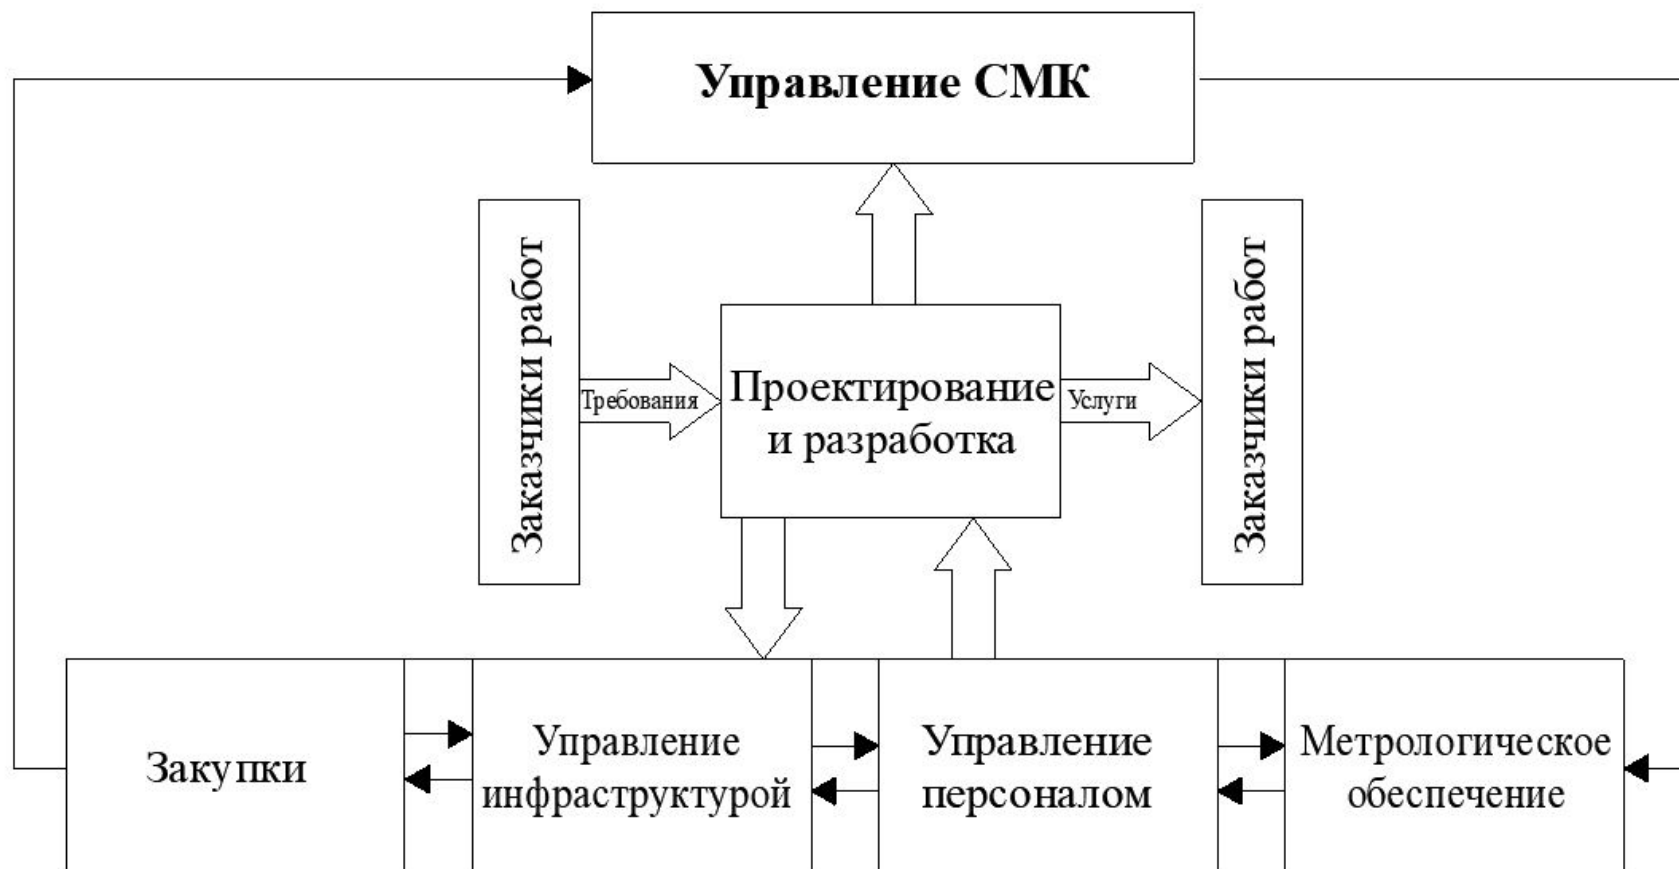 Управление СМК
Заказчики работ
Требования
Проектирование
и разработка
Услуги
Заказчики работ
Закупки
Управление
инфраструктурой
Управление
персоналом
Метрологическое
обеспечение